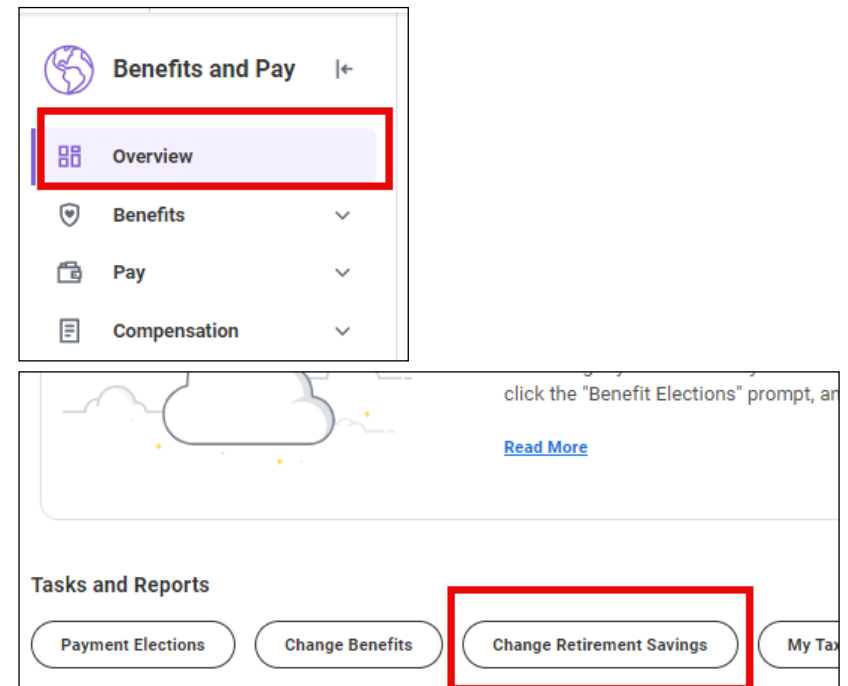 Benefits and Pay
Overview
Benefits
Pay
Compensation
click the "Benefit Elections" prompt, an
Read More
Tasks and Reports
Payment Elections Change Benefits Change Retirement Savings My Tax